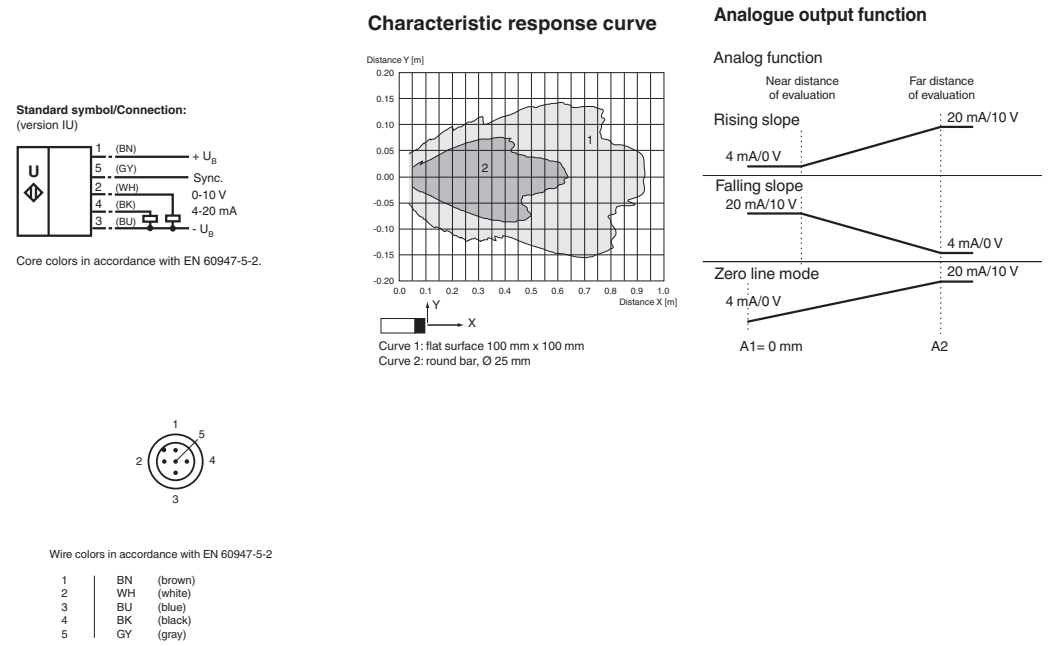 Standard symbol/Connection:
(version IU)
U
1 (BN)
+ UB
5 (GY)
Sync.
2 (WH)
0-10 V
4 (BK)
4-20 mA
3 (BU)
- UB
Core colors in accordance with EN 60947-5-2.
1
5
2
4
3
Wire colors in accordance with EN 60947-5-2
1 BN (brown)
2 WH (white)
3 BU (blue)
4 BK (black)
5 GY (gray)
Characteristic response curve
Distance Y [m]
0.20
0.15
0.10
0.05
0.00
-0.05
-0.10
-0.15
-0.20
1
2
0.0 0.1 0.2 0.3 0.4 0.5 0.6 0.7 0.8 0.9 1.0
Distance X [m]
Y
X
Curve 1: flat surface 100 mm x 100 mm
Curve 2: round bar, Ø 25 mm
Analogue output function
Analog function
Near distance
of evaluation
Far distance
of evaluation
Rising slope
20 mA/10 V
4 mA/0 V
Falling slope
20 mA/10 V
4 mA/0 V
Zero line mode
20 mA/10 V
4 mA/0 V
A1= 0 mm
A2